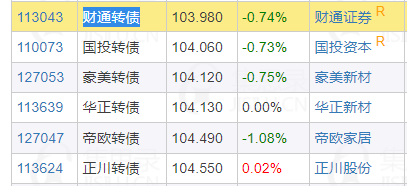 113043 财通转债 103.980 -0.74% 财通证券 R
110073 国投转债 104.060 -0.73% 国投资本 R
127053 豪美转债 104.120 -0.75% 豪美新材
113639 华正转债 104.130 0.00% 华正新材
127047 帝欧转债 104.490 -1.08% 帝欧家居
113624 正川转债 104.550 0.02% 正川股份